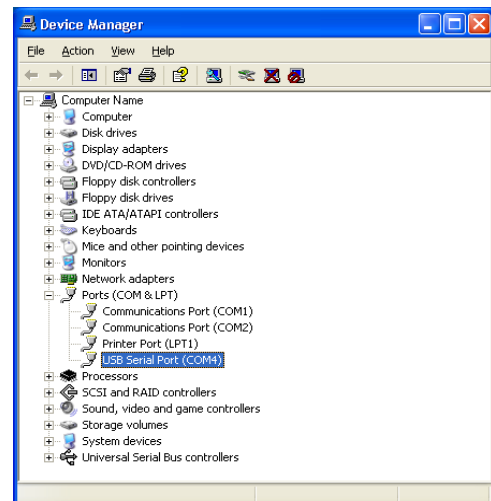 Device Manager
File Action View Help
Computer Name
Computer
Disk drives
Display adapters
DVD/CD-ROM drives
Floppy disk controllers
Floppy disk drives
IDE ATA/ATAPI controllers
Keyboards
Mice and other pointing devices
Monitors
Network adapters
Ports (COM & LPT)
Communications Port (COM1)
Communications Port (COM2)
Printer Port (LPT1)
USB Serial Port (COM4)
Processors
SCSI and RAID controllers
Sound, video and game controllers
Storage volumes
System devices
Universal Serial Bus controllers